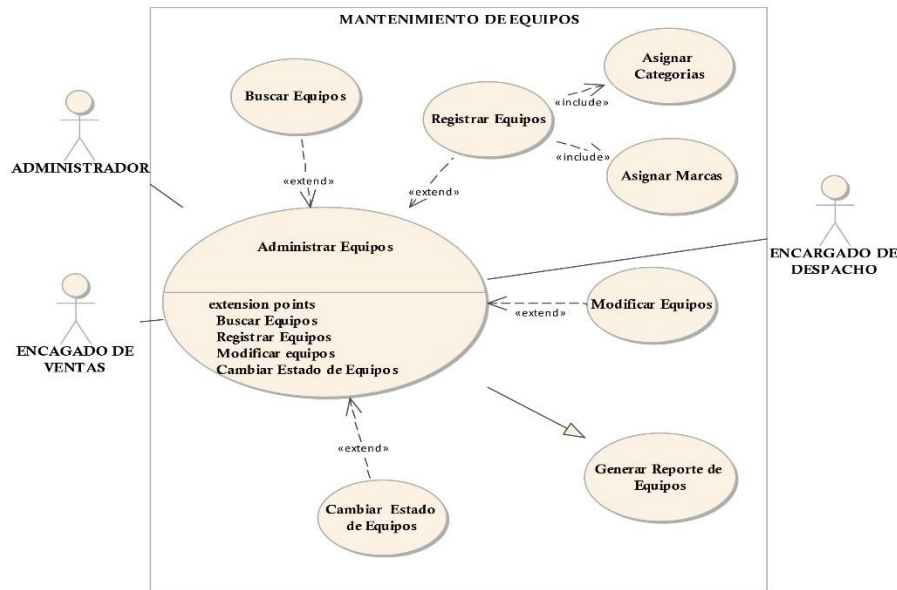 MANTENIMIENTO DE EQUIPOS
Asignar
Categorias
Buscar Equipos
Registrar Equipos
«include»
«include»
Asignar Marcas
ADMINISTRADOR
«extend»
«extend»
Administrar Equipos
ENCARGADO DE
DESPACHO
extension points
Buscar Equipos
Registrar Equipos
Modificar equipos
Cambiar Estado de Equipos
Modificar Equipos
«extend»
ENCAGADO DE
VENTAS
«extend»
Generar Reporte de
Equipos
Cambiar Estado
de Equipos